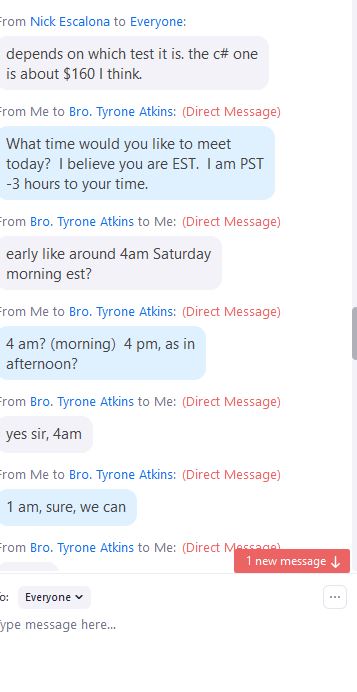 From Nick Escalona to Everyone:
depends on which test it is. the c# one
is about $160 I think.
From Me to Bro. Tyrone Atkins: (Direct Message)
What time would you like to meet
today? I believe you are EST. I am PST
-3 hours to your time.
From Bro. Tyrone Atkins to Me: (Direct Message)
early like around 4am Saturday
morning est?
From Me to Bro. Tyrone Atkins: (Direct Message)
4 am? (morning) 4 pm, as in
afternoon?
From Bro. Tyrone Atkins to Me: (Direct Message)
yes sir, 4am
From Me to Bro. Tyrone Atkins: (Direct Message)
1 am, sure, we can
From Bro. Tyrone Atkins to Me: (Direct Message)
1 new message ↓
To: Everyone
Type message here...